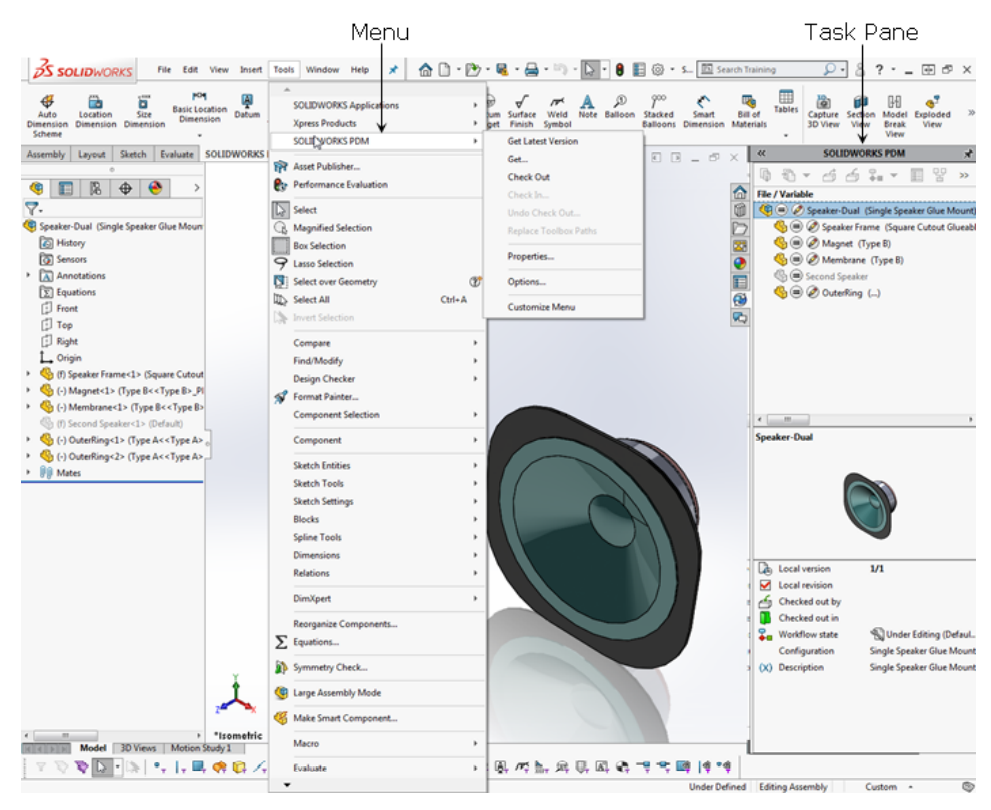 Menu
Task Pane
SOLIDWORKS File Edit View Insert Tools Window Help
S... Search Training
Auto Dimension Scheme
Location Dimension
Size Dimension
Basic Location Dimension
Datum
Surface Finish
Weld Symbol
Note
Balloon
Stacked Balloons
Smart Dimension
Bill of Materials
Tables
Capture 3D View
Section View
Model Break View
Exploded View
Assembly Layout Sketch Evaluate SOLIDWORKS
SOLIDWORKS Applications
Xpress Products
SOLIDWORKS PDM
Asset Publisher...
Performance Evaluation
Select
Magnified Selection
Box Selection
Lasso Selection
Select over Geometry
Select All Ctrl+A
Invert Selection
Compare
Find/Modify
Design Checker
Format Painter...
Component Selection
Component
Sketch Entities
Sketch Tools
Sketch Settings
Blocks
Spline Tools
Dimensions
Relations
DimXpert
Reorganize Components...
Equations...
Symmetry Check...
Large Assembly Mode
Make Smart Component...
Macro
Evaluate
Get Latest Version
Get...
Check Out
Check In...
Undo Check Out...
Replace Toolbox Paths
Properties...
Options...
Customize Menu
Speaker-Dual (Single Speaker Glue Moun
History
Sensors
Annotations
Equations
Front
Top
Right
Origin
(f) Speaker Frame<1> (Square Cutout
(-) Magnet<1> (Type B<<Type B>_Pl
(-) Membrane<1> (Type B<<Type B>
(f) Second Speaker<1> (Default)
(-) OuterRing<1> (Type A<<Type A>
(-) OuterRing<2> (Type A<<Type A>
Mates
Y
Z
X
*Isometric
Model 3D Views Motion Study 1
SOLIDWORKS PDM
File / Variable
Speaker-Dual (Single Speaker Glue Mount)
Speaker Frame (Square Cutout Glueabl
Magnet (Type B)
Membrane (Type B)
Second Speaker
OuterRing (...)
Speaker-Dual
Local version 1/1
Local revision
Checked out by
Checked out in
Workflow state Under Editing (Defaul..
Configuration Single Speaker Glue Mount
(x) Description Single Speaker Glue Mount
Under Defined Editing Assembly Custom